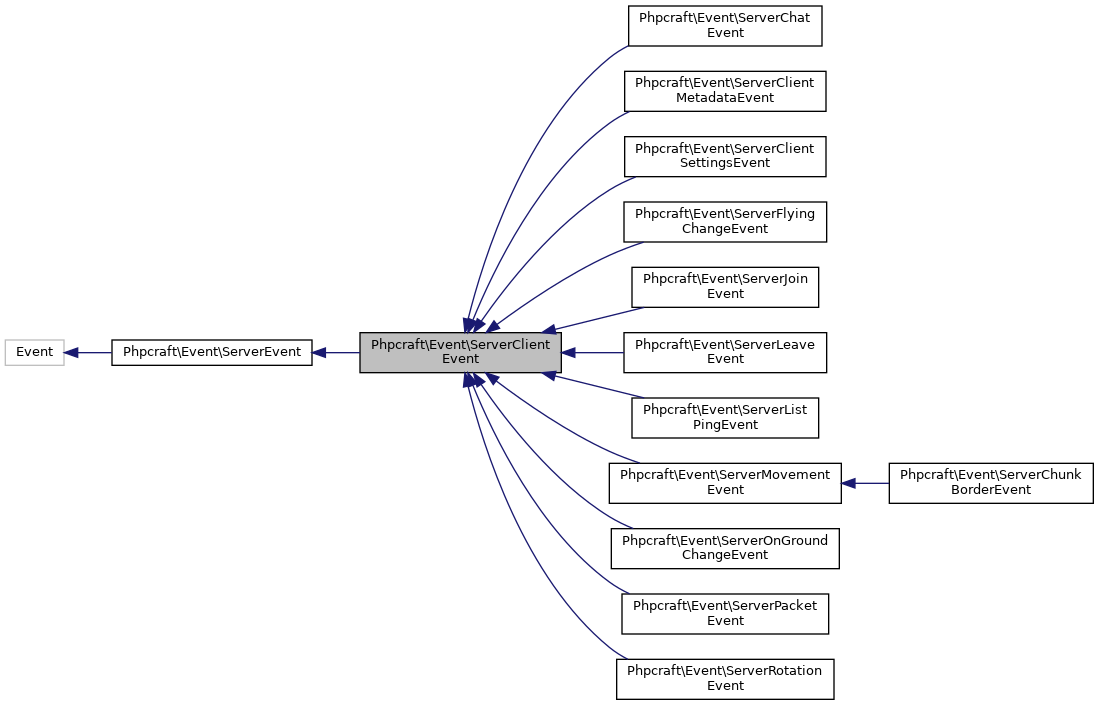 Phpcraft\Event\ServerChat
Event
Phpcraft\Event\ServerClient
MetadataEvent
Phpcraft\Event\ServerClient
SettingsEvent
Phpcraft\Event\ServerFlying
ChangeEvent
Phpcraft\Event\ServerJoin
Event
Event
Phpcraft\Event\ServerEvent
Phpcraft\Event\ServerClient
Event
Phpcraft\Event\ServerLeave
Event
Phpcraft\Event\ServerList
PingEvent
Phpcraft\Event\ServerMovement
Event
Phpcraft\Event\ServerChunk
BorderEvent
Phpcraft\Event\ServerOnGround
ChangeEvent
Phpcraft\Event\ServerPacket
Event
Phpcraft\Event\ServerRotation
Event